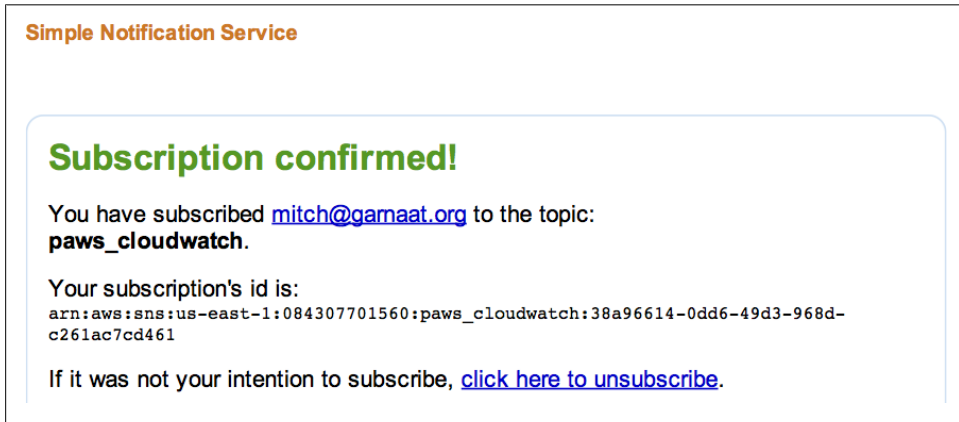 Simple Notification Service
Subscription confirmed!
You have subscribed mitch@garnaat.org to the topic:
paws_cloudwatch.
Your subscription's id is:
arn:aws:sns:us-east-1:084307701560:paws_cloudwatch:38a96614-0dd6-49d3-968d-
c261ac7cd461
If it was not your intention to subscribe, click here to unsubscribe.